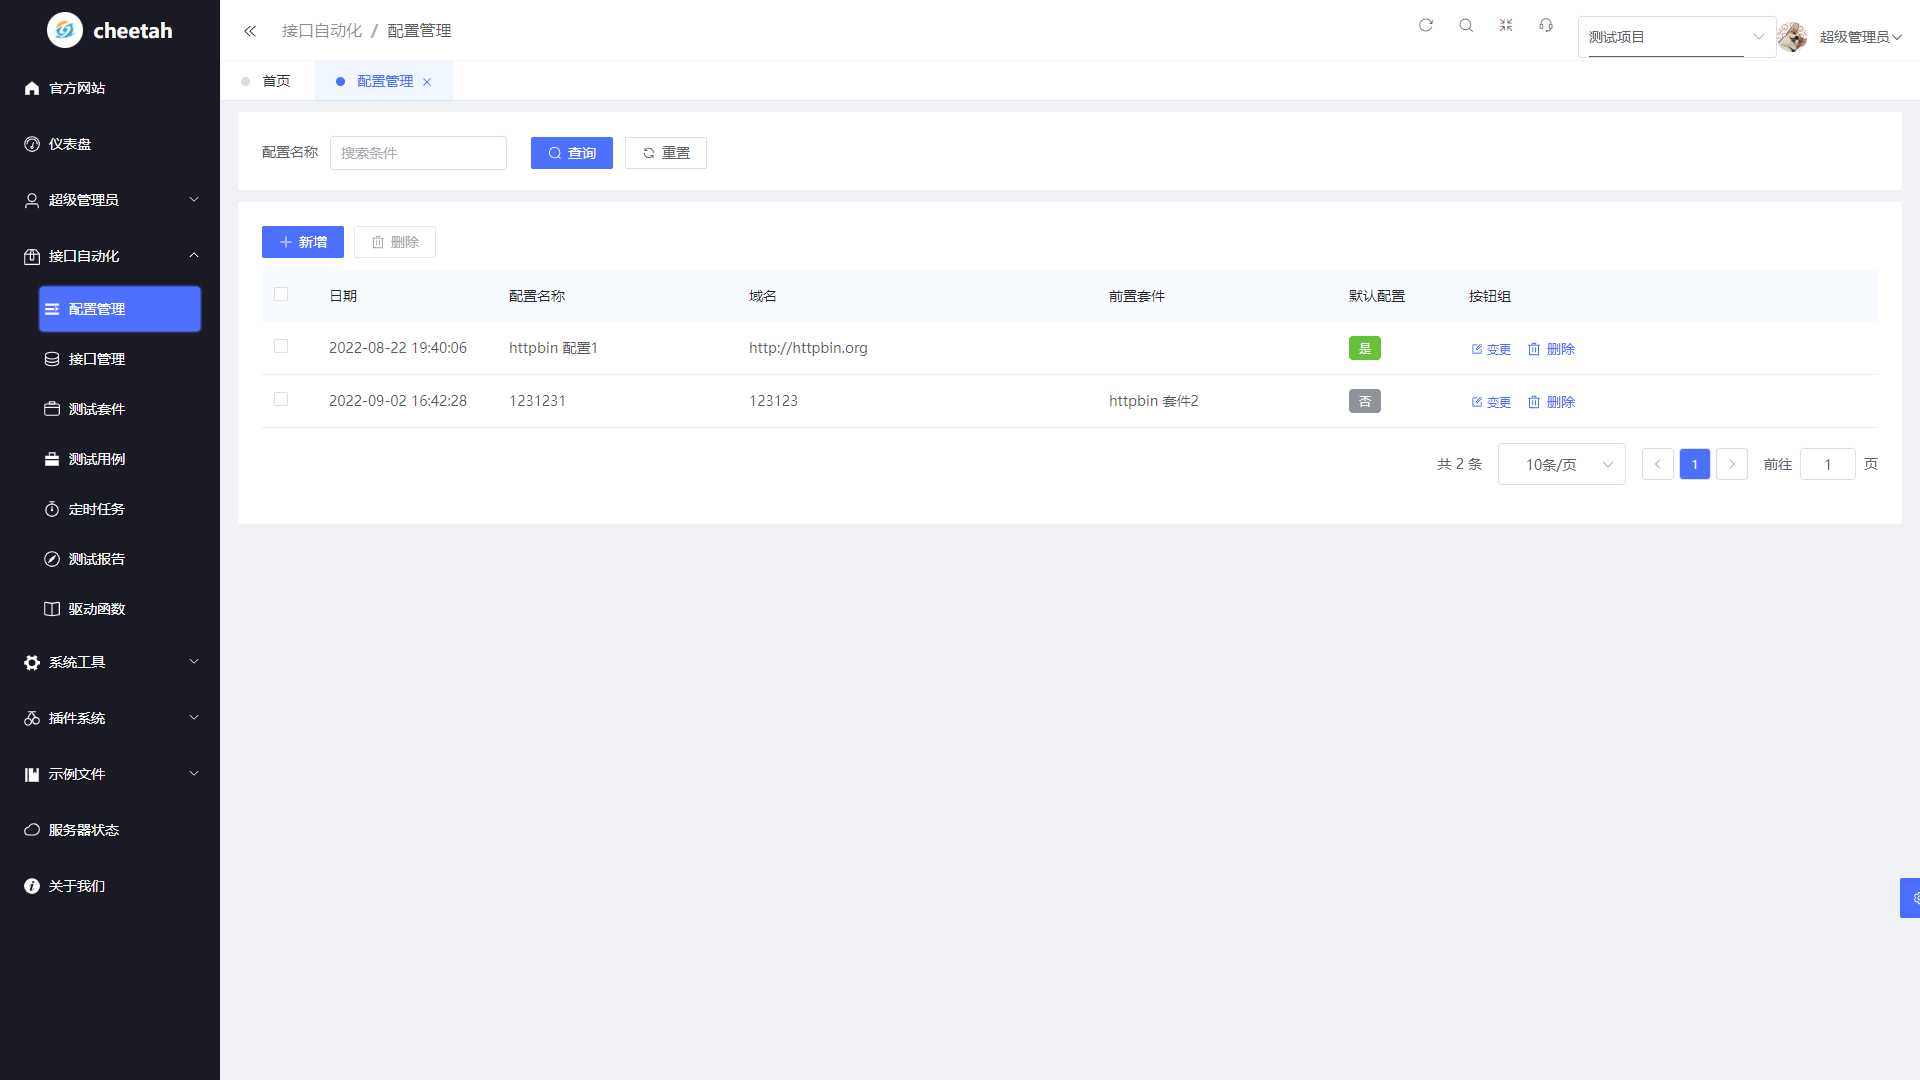 cheetah
官方网站
仪表盘
超级管理员
接口自动化
配置管理
接口管理
测试套件
测试用例
定时任务
测试报告
驱动函数
系统工具
插件系统
示例文件
服务器状态
关于我们
接口自动化 / 配置管理
测试项目
超级管理员
首页
配置管理
配置名称 搜索条件 查询 重置
新增 删除
日期 配置名称 域名 前置套件 默认配置 按钮组
2022-08-22 19:40:06 httpbin 配置1 http://httpbin.org 是 变更 删除
2022-09-02 16:42:28 1231231 123123 httpbin 套件2 否 变更 删除
共 2 条 10条/页 1 前往 1 页